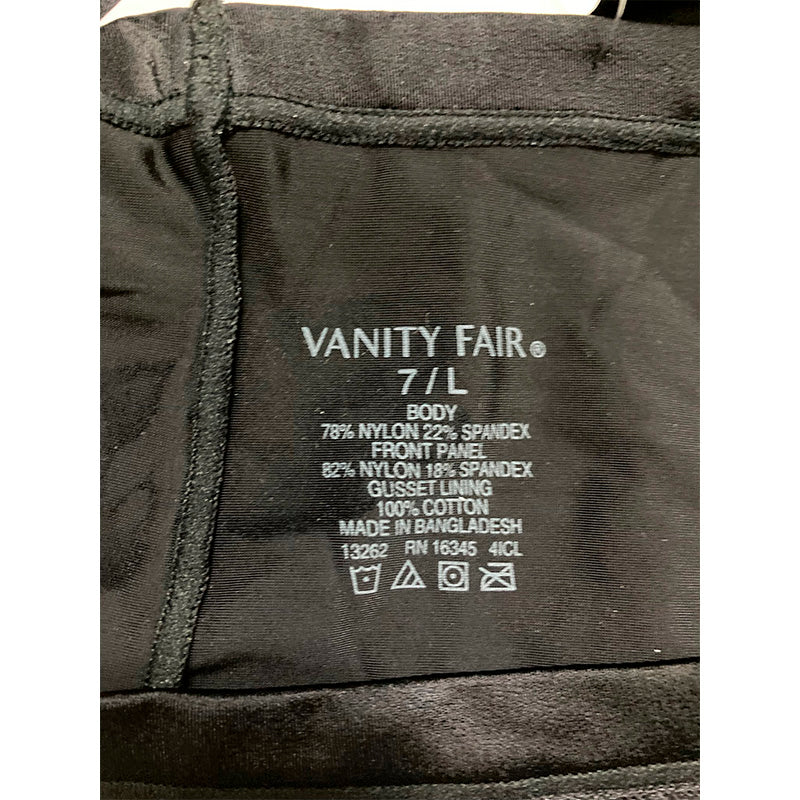 VANITY FAIR®
7/L
BODY
78% NYLON 22% SPANDEX
FRONT PANEL
82% NYLON 18% SPANDEX
GUSSET LINING
100% COTTON
MADE IN BANGLADESH
13262 RN 16345 4ICL